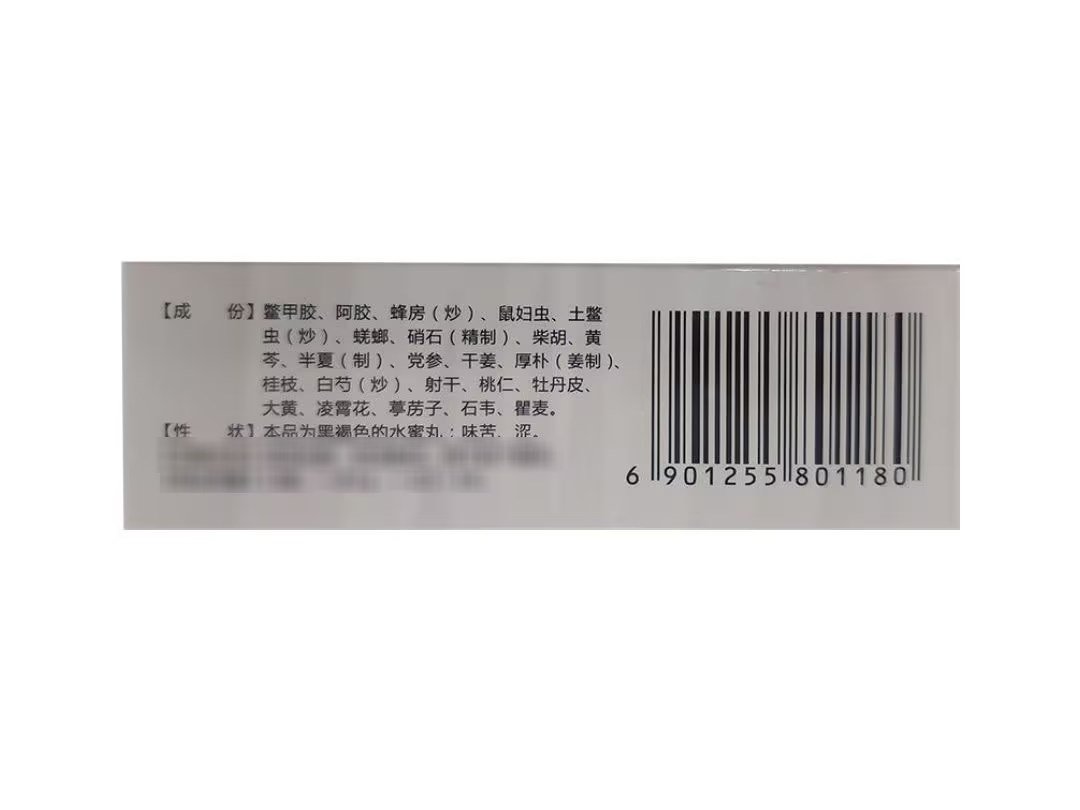 【成　份】鳖甲胶、阿胶、蜂房（炒）、鼠妇虫、土鳖
虫（炒）、蜣螂、硝石（精制）、柴胡、黄
芩、半夏（制）、党参、干姜、厚朴（姜制）、
桂枝、白芍（炒）、射干、桃仁、牡丹皮、
大黄、凌霄花、葶苈子、石韦、瞿麦。
【性　状】本品为黑褐色的水蜜丸；味苦、涩。
6 901255 801180